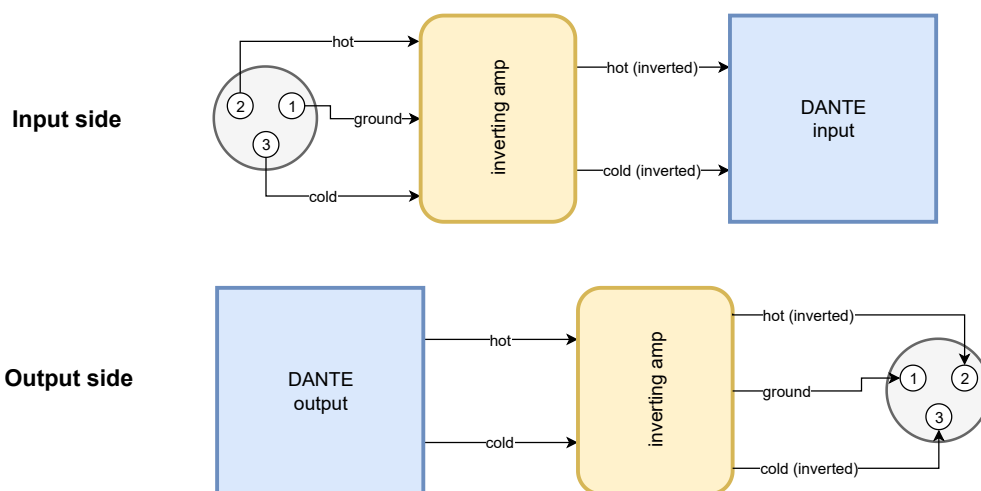 hot
Input side
2
1
ground
3
cold
inverting amp
hot (inverted)
cold (inverted)
DANTE
input
Output side
DANTE
output
hot
cold
inverting amp
hot (inverted)
ground
cold (inverted)
1
2
3